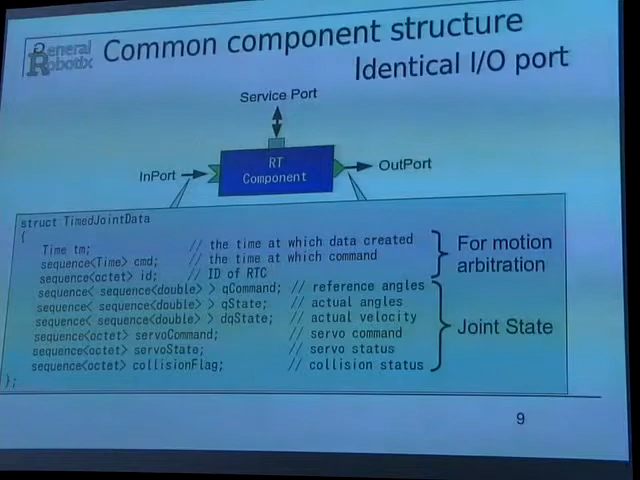 General Robotix
Common component structure
Identical I/O port
Service Port
InPort
RT
Component
OutPort
struct TimedJointData
{
Time tm; // the time at which data created
sequence<Time> cmd; // the time at which command
sequence<octet> id; // ID of RTC
For motion
arbitration
sequence< sequence<double> > qCommand; // reference angles
sequence< sequence<double> > qState; // actual angles
sequence< sequence<double> > dqState; // actual velocity
sequence<octet> servoCommand; // servo command
sequence<octet> servoState; // servo status
sequence<octet> collisionFlag; // collision status
Joint State
};
9